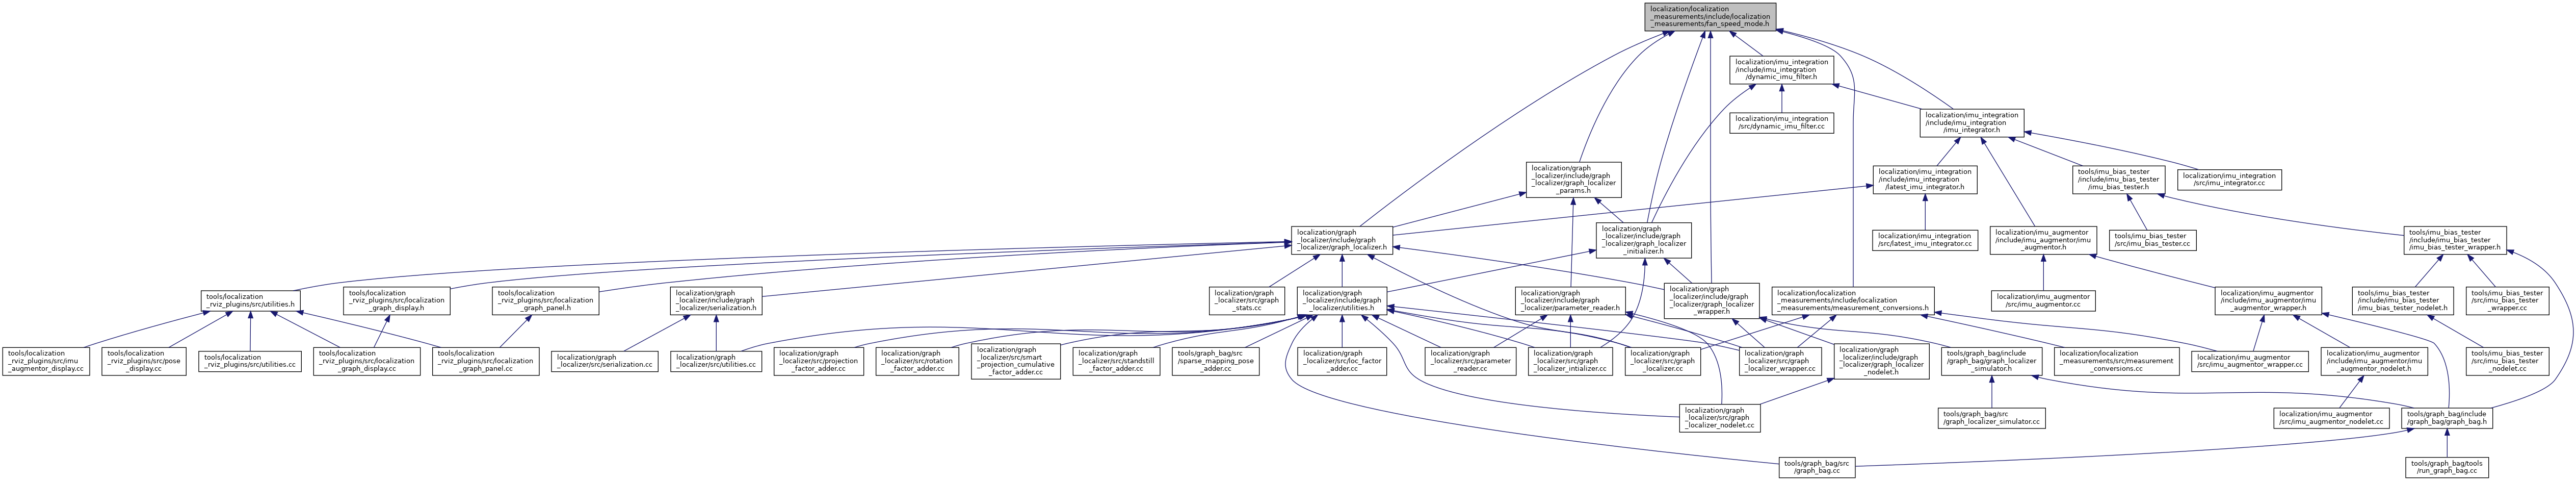 localization/localization
_measurements/include/localization
_measurements/fan_speed_mode.h
localization/imu_integration
/include/imu_integration
/dynamic_imu_filter.h
localization/imu_integration
/src/dynamic_imu_filter.cc
localization/imu_integration
/include/imu_integration
/imu_integrator.h
localization/graph
_localizer/include/graph
_localizer/graph_localizer
_params.h
localization/imu_integration
/include/imu_integration
/latest_imu_integrator.h
tools/imu_bias_tester
/include/imu_bias_tester
/imu_bias_tester.h
localization/imu_integration
/src/imu_integrator.cc
localization/graph
_localizer/include/graph
_localizer/graph_localizer.h
localization/graph
_localizer/include/graph
_localizer/graph_localizer
_initializer.h
localization/imu_integration
/src/latest_imu_integrator.cc
localization/imu_augmentor
/include/imu_augmentor/imu
_augmentor.h
tools/imu_bias_tester
/src/imu_bias_tester.cc
tools/imu_bias_tester
/include/imu_bias_tester
/imu_bias_tester_wrapper.h
tools/localization
_rviz_plugins/src/utilities.h
tools/localization
_rviz_plugins/src/localization
_graph_display.h
tools/localization
_rviz_plugins/src/localization
_graph_panel.h
localization/graph
_localizer/include/graph
_localizer/serialization.h
localization/graph
_localizer/src/graph
_stats.cc
localization/graph
_localizer/include/graph
_localizer/utilities.h
localization/graph
_localizer/include/graph
_localizer/parameter_reader.h
localization/graph
_localizer/include/graph
_localizer/graph_localizer
_wrapper.h
localization/localization
_measurements/include/localization
_measurements/measurement_conversions.h
localization/imu_augmentor
/src/imu_augmentor.cc
localization/imu_augmentor
/include/imu_augmentor/imu
_augmentor_wrapper.h
tools/imu_bias_tester
/include/imu_bias_tester
/imu_bias_tester_nodelet.h
tools/imu_bias_tester
/src/imu_bias_tester
_wrapper.cc
tools/localization
_rviz_plugins/src/imu
_augmentor_display.cc
tools/localization
_rviz_plugins/src/pose
_display.cc
tools/localization
_rviz_plugins/src/utilities.cc
tools/localization
_rviz_plugins/src/localization
_graph_display.cc
tools/localization
_rviz_plugins/src/localization
_graph_panel.cc
localization/graph
_localizer/src/serialization.cc
localization/graph
_localizer/src/utilities.cc
localization/graph
_localizer/src/projection
_factor_adder.cc
localization/graph
_localizer/src/rotation
_factor_adder.cc
localization/graph
_localizer/src/smart
_projection_cumulative
_factor_adder.cc
localization/graph
_localizer/src/standstill
_factor_adder.cc
tools/graph_bag/src
/sparse_mapping_pose
_adder.cc
localization/graph
_localizer/src/loc_factor
_adder.cc
localization/graph
_localizer/src/parameter
_reader.cc
localization/graph
_localizer/src/graph
_localizer_intializer.cc
localization/graph
_localizer/src/graph
_localizer.cc
localization/graph
_localizer/src/graph
_localizer_wrapper.cc
localization/graph
_localizer/include/graph
_localizer/graph_localizer
_nodelet.h
tools/graph_bag/include
/graph_bag/graph_localizer
_simulator.h
localization/localization
_measurements/src/measurement
_conversions.cc
localization/imu_augmentor
/src/imu_augmentor_wrapper.cc
localization/imu_augmentor
/include/imu_augmentor/imu
_augmentor_nodelet.h
tools/imu_bias_tester
/src/imu_bias_tester
_nodelet.cc
localization/graph
_localizer/src/graph
_localizer_nodelet.cc
tools/graph_bag/src
/graph_localizer_simulator.cc
localization/imu_augmentor
/src/imu_augmentor_nodelet.cc
tools/graph_bag/include
/graph_bag/graph_bag.h
tools/graph_bag/src
/graph_bag.cc
tools/graph_bag/tools
/run_graph_bag.cc